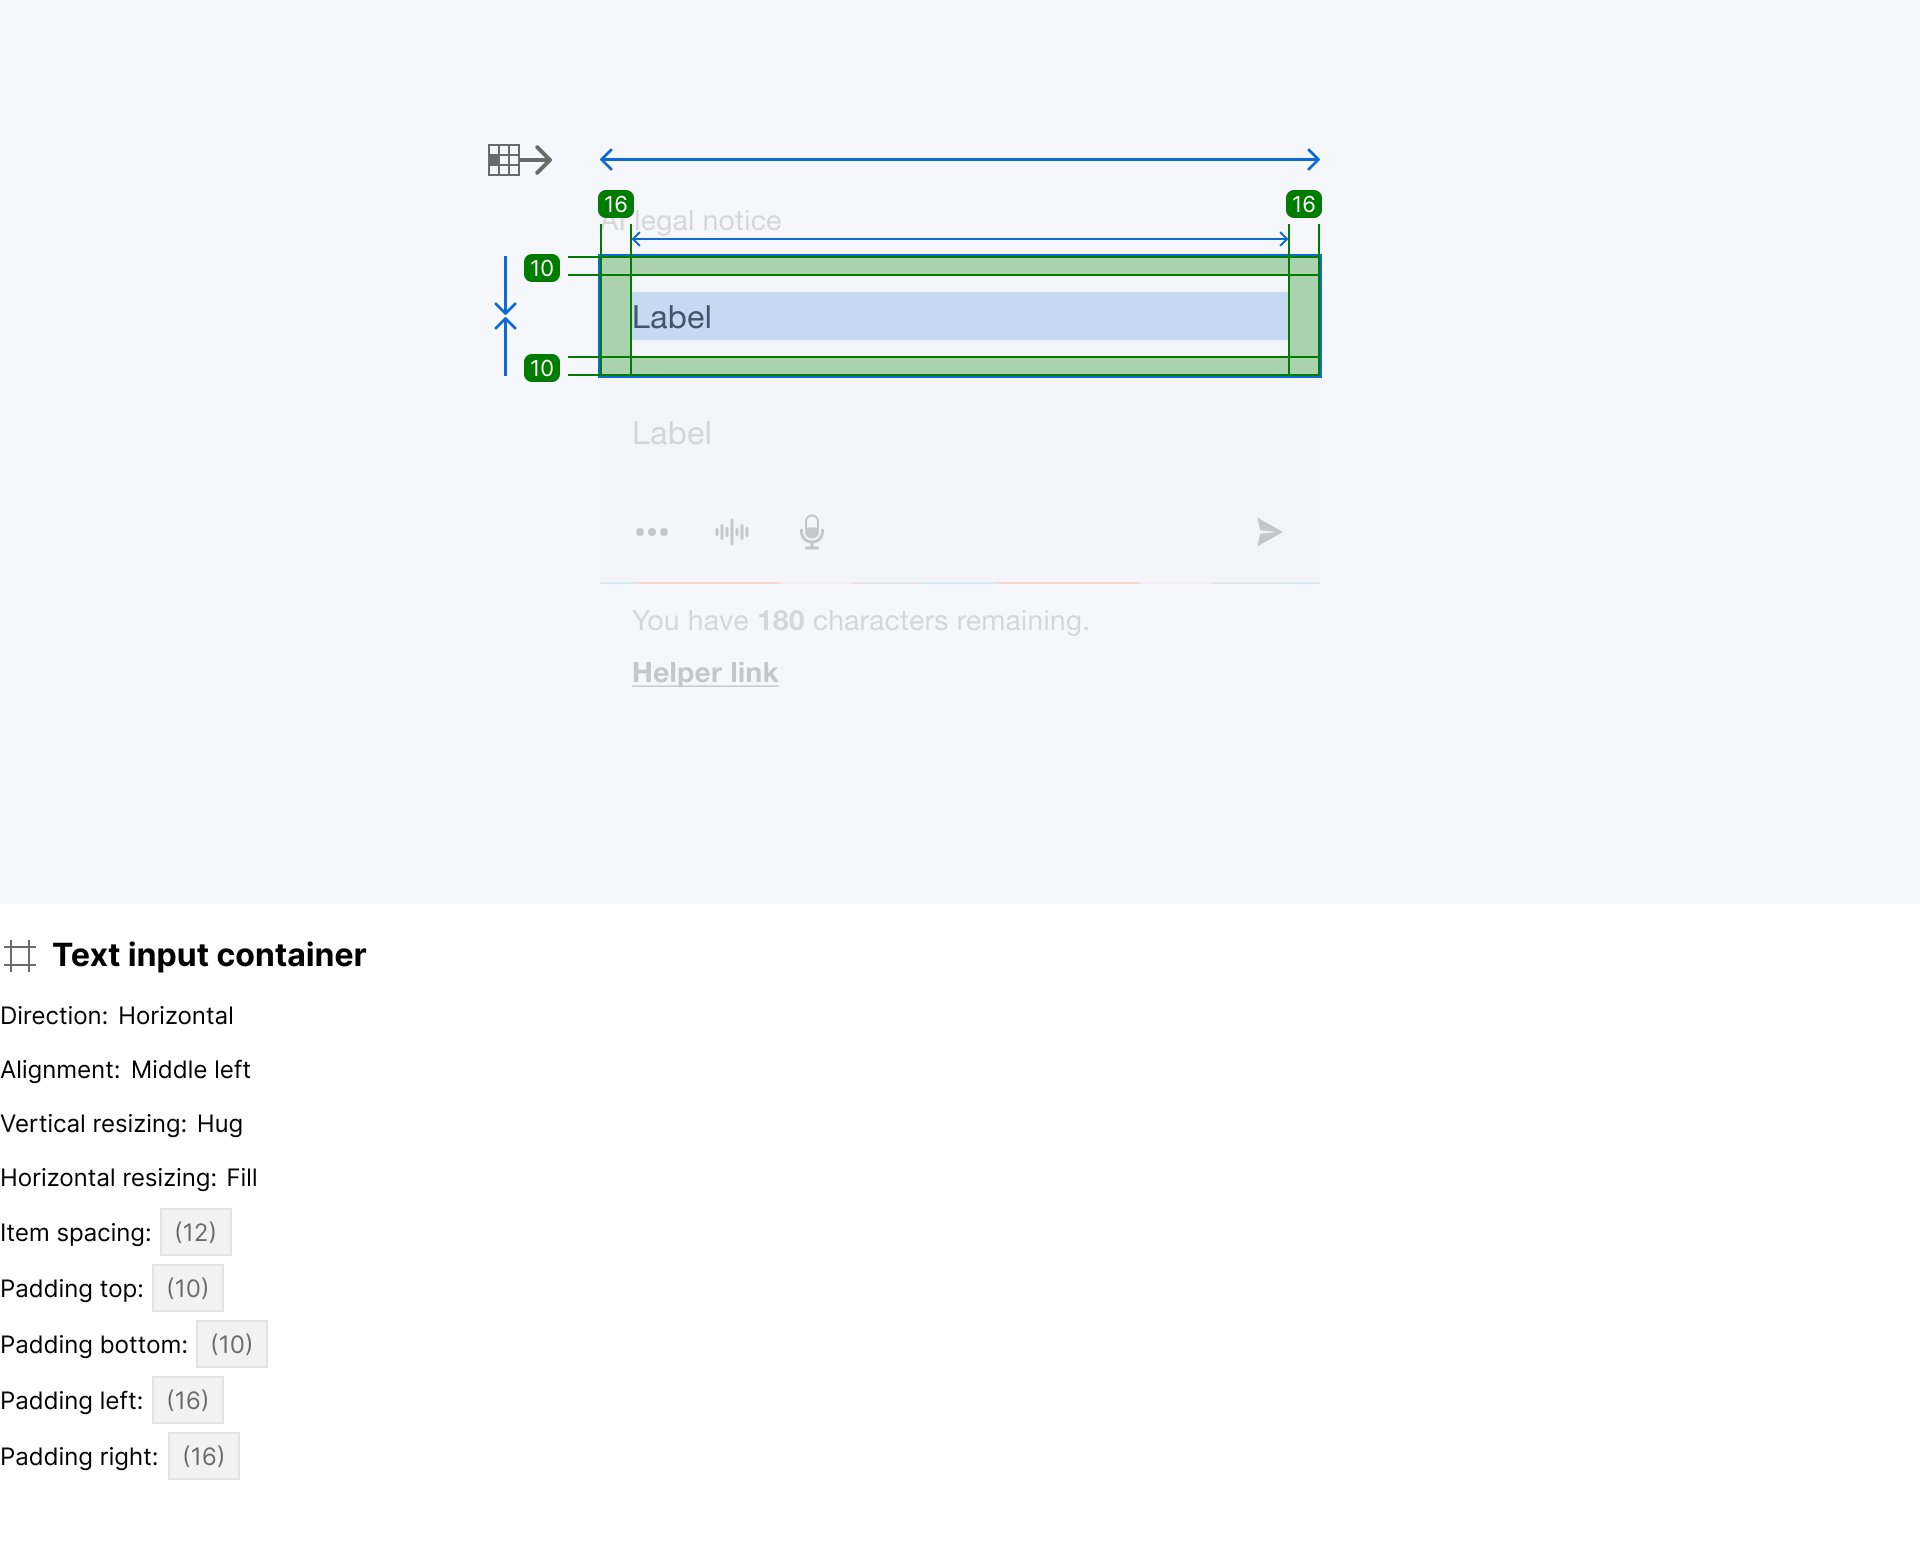 16
16
AI legal notice
10
Label
10
Label
You have 180 characters remaining.
Helper link
Text input container
Direction: Horizontal
Alignment: Middle left
Vertical resizing: Hug
Horizontal resizing: Fill
Item spacing: (12)
Padding top: (10)
Padding bottom: (10)
Padding left: (16)
Padding right: (16)